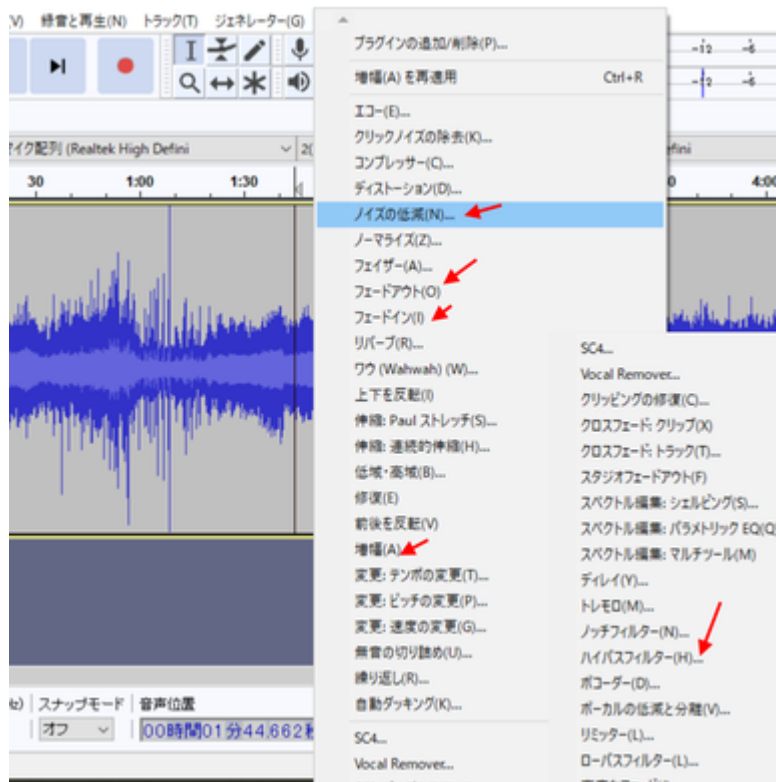 V) 録音と再生(N) トラック(T) ジェネレーター(G)
プラグインの追加/削除(P)...
増幅(A) を再適用 Ctrl+R
-12 -6
-12 -6
エコー(E)...
クリックノイズの除去(K)...
コンプレッサー(C)...
ディストーション(D)...
ノイズの低減(N)...
ノーマライズ(Z)...
フェイザー(A)...
フェードアウト(O)
フェードイン(I)
リバーブ(R)...
ワウ (Wahwah) (W)...
上下を反転(I)
伸縮: Paul ストレッチ(S)...
伸縮: 連続的伸縮(H)...
低域・高域(B)...
修復(E)
前後を反転(V)
増幅(A)...
変更: テンポの変更(T)...
変更: ピッチの変更(P)...
変更: 速度の変更(G)...
無音の切り詰め(U)...
繰り返し(R)...
自動ダッキング(K)...
SC4...
Vocal Remover...
マイク配列 (Realtek High Defini 2(
efini
30 1:00 1:30
0 4:00
SC4...
Vocal Remover...
クリッピングの修復(C)...
クロスフェード: クリップ(X)
クロスフェード: トラック(T)...
スタジオフェードアウト(F)
スペクトル編集: シェルビング(S)...
スペクトル編集: パラメトリック EQ(Q)
スペクトル編集: マルチツール(M)
ディレイ(Y)...
トレモロ(M)...
ノッチフィルター(N)...
ハイパスフィルター(H)...
ボコーダー(D)...
ボーカルの低減と分離(V)...
リミッター(L)...
ローパスフィルター(L)...
スナップモード 音声位置
オフ 00時間01分44.662秒